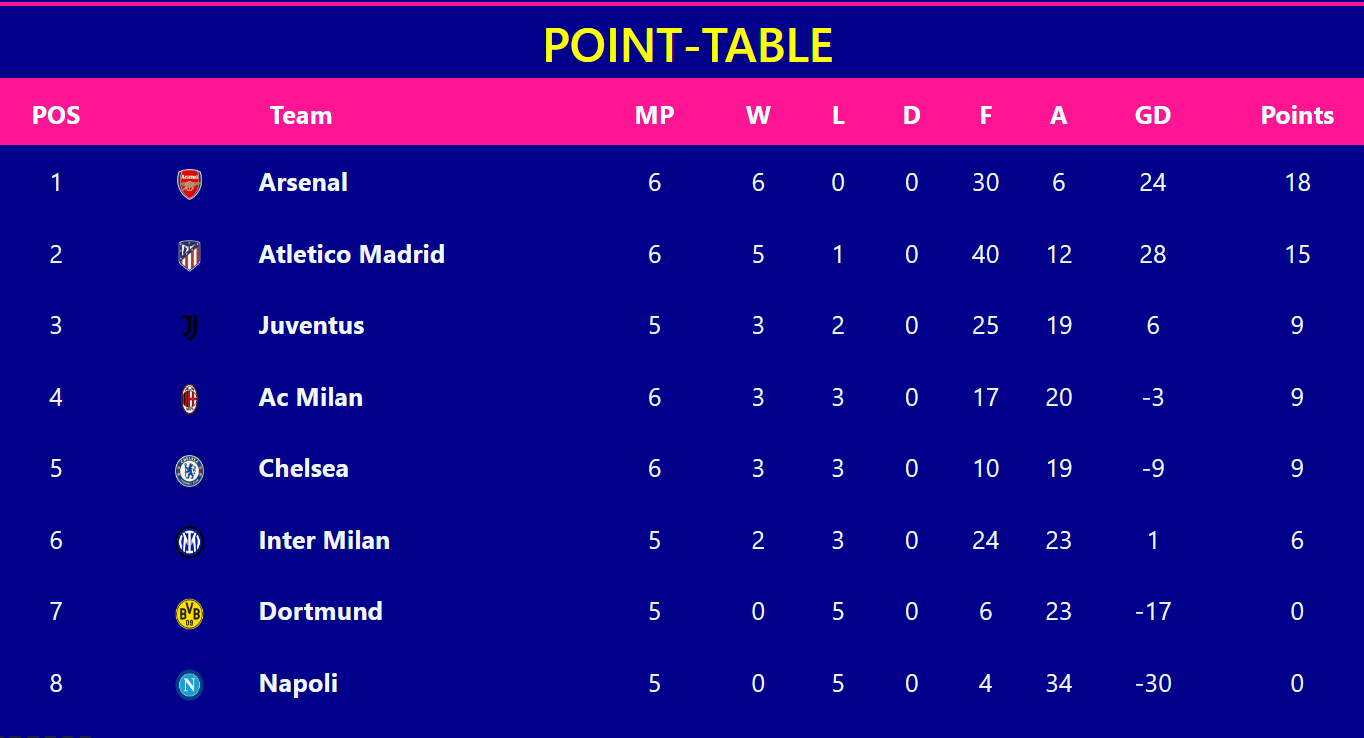 POINT-TABLE
POS Team MP W L D F A GD Points
1 Arsenal 6 6 0 0 30 6 24 18
2 Atletico Madrid 6 5 1 0 40 12 28 15
3 Juventus 5 3 2 0 25 19 6 9
4 Ac Milan 6 3 3 0 17 20 -3 9
5 Chelsea 6 3 3 0 10 19 -9 9
6 Inter Milan 5 2 3 0 24 23 1 6
7 BVB 09 Dortmund 5 0 5 0 6 23 -17 0
8 N Napoli 5 0 5 0 4 34 -30 0